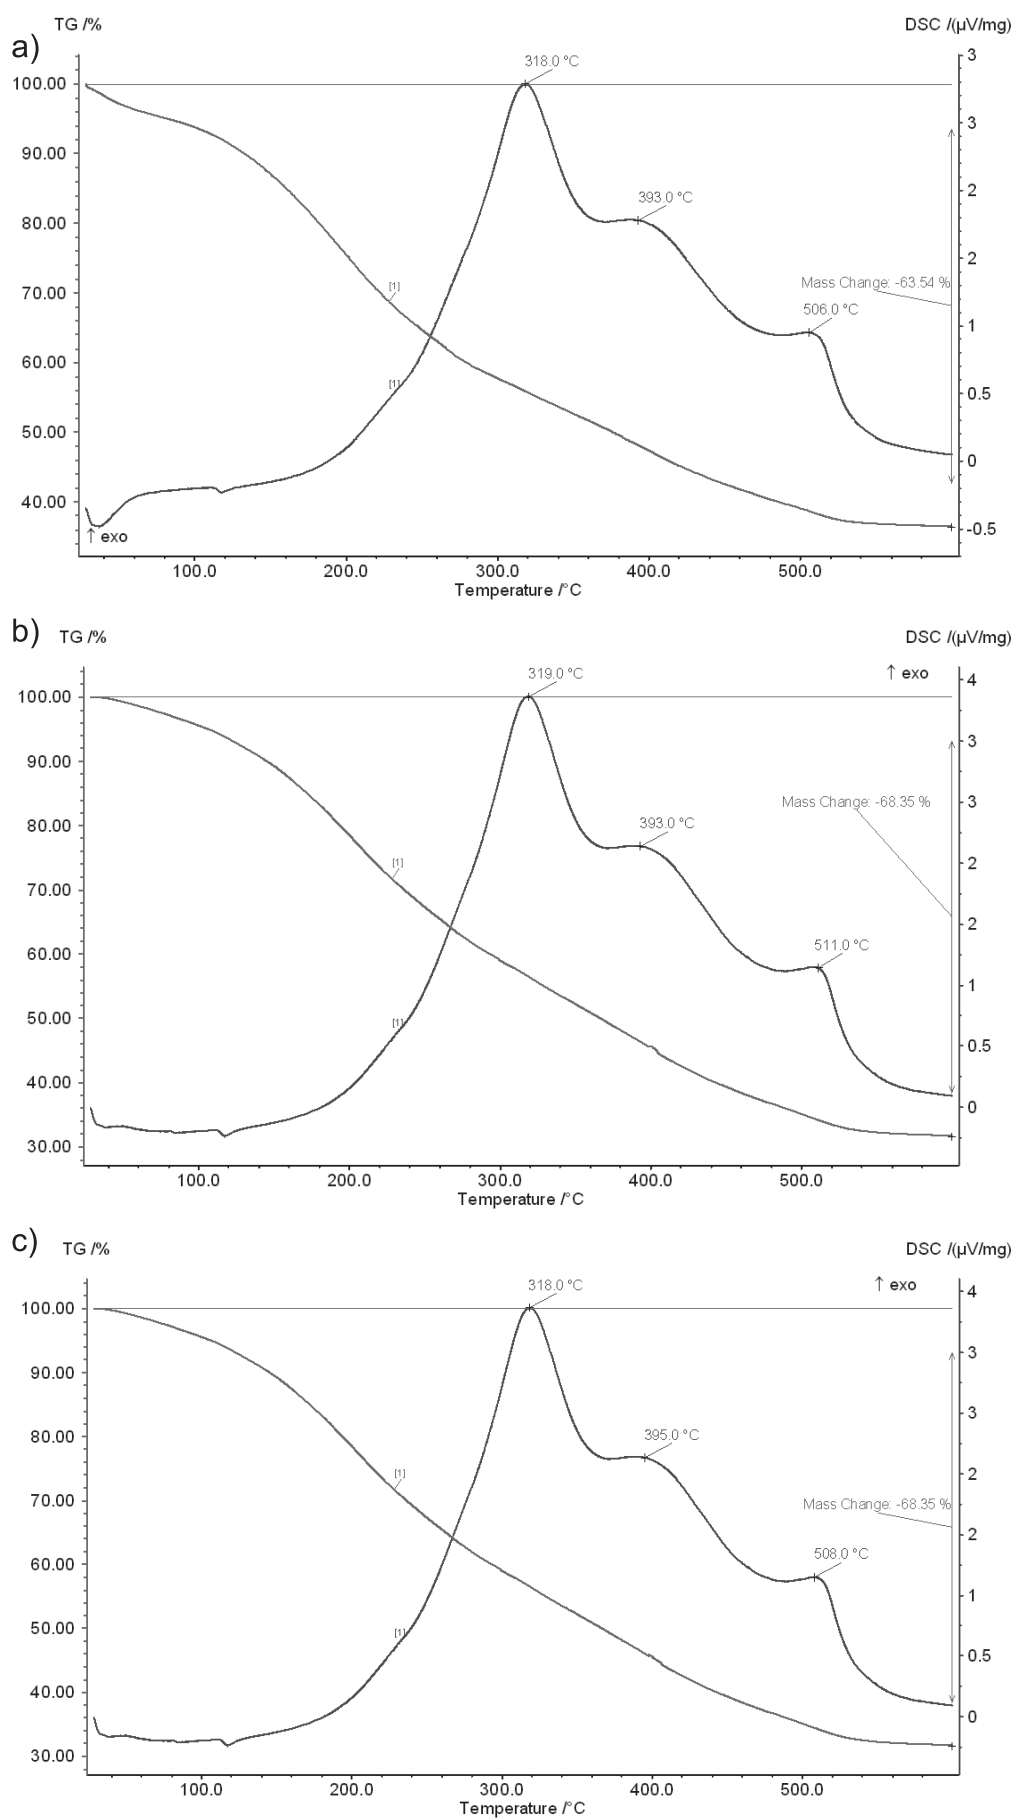 TG /%
DSC /(µV/mg)
a)
318.0 °C
3
100.00
3
90.00
393.0 °C
2
80.00
2
[1]
Mass Change: -63.54 %
70.00
506.0 °C
1
60.00
[1]
0.5
50.00
0
40.00
↑ exo
-0.5
100.0 200.0 300.0 400.0 500.0
Temperature /°C
b)
TG /%
DSC /(µV/mg)
319.0 °C
↑ exo
4
100.00
3
90.00
Mass Change: -68.35 %
3
80.00
393.0 °C
[1]
2
70.00
2
60.00
511.0 °C
1
50.00
[1]
0.5
40.00
0
30.00
100.0 200.0 300.0 400.0 500.0
Temperature /°C
c)
TG /%
DSC /(µV/mg)
318.0 °C
↑ exo
4
100.00
3
90.00
3
80.00
395.0 °C
[1]
2
70.00
Mass Change: -68.35 %
2
60.00
508.0 °C
1
50.00
[1]
0.5
40.00
0
30.00
100.0 200.0 300.0 400.0 500.0
Temperature /°C